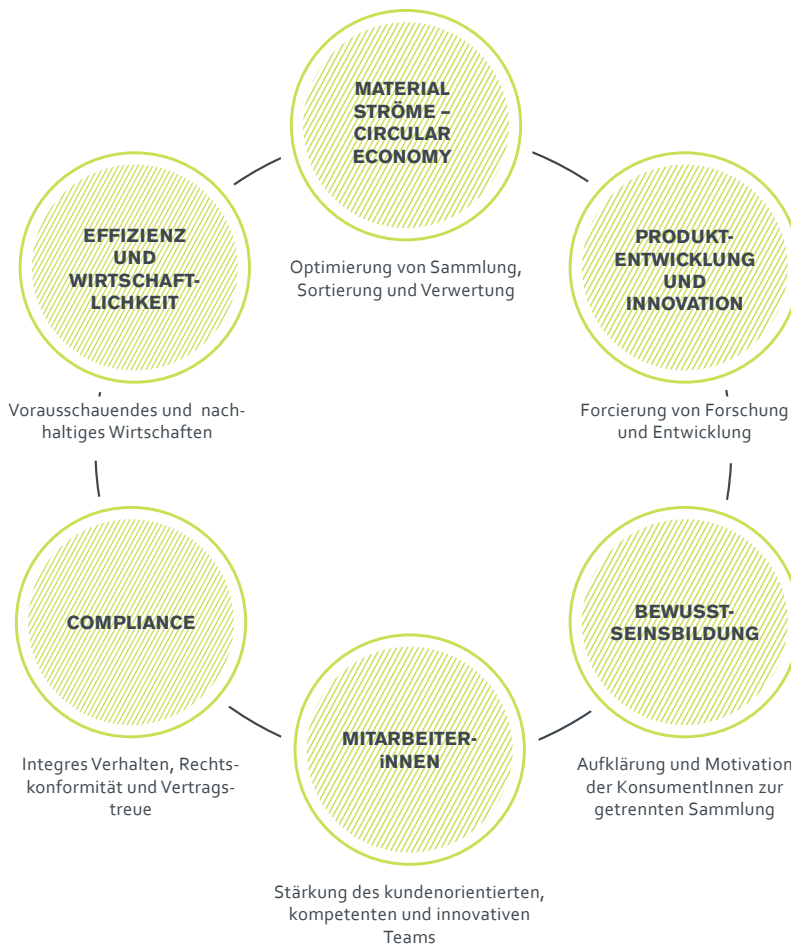 MATERIAL
STRÖME –
CIRCULAR
ECONOMY
Optimierung von Sammlung,
Sortierung und Verwertung
PRODUKT-
ENTWICKLUNG
UND
INNOVATION
Forcierung von Forschung
und Entwicklung
BEWUSST-
SEINSBILDUNG
Aufklärung und Motivation
der KonsumentInnen zur
getrennten Sammlung
MITARBEITER-
iNNEN
Stärkung des kundenorientierten,
kompetenten und innovativen
Teams
COMPLIANCE
Integres Verhalten, Rechts-
konformität und Vertrags-
treue
EFFIZIENZ
UND
WIRTSCHAFT-
LICHKEIT
Vorausschauendes und nach-
haltiges Wirtschaften